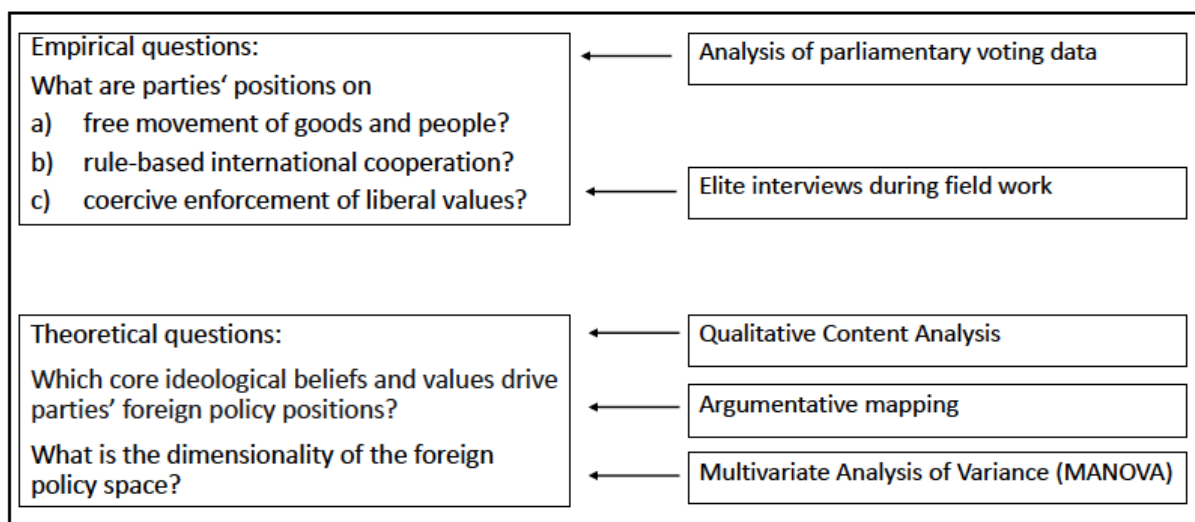 Empirical questions:
What are parties‘ positions on
a) free movement of goods and people?
b) rule-based international cooperation?
c) coercive enforcement of liberal values?
Analysis of parliamentary voting data
Elite interviews during field work
Theoretical questions:
Which core ideological beliefs and values drive
parties’ foreign policy positions?
What is the dimensionality of the foreign
policy space?
Qualitative Content Analysis
Argumentative mapping
Multivariate Analysis of Variance (MANOVA)